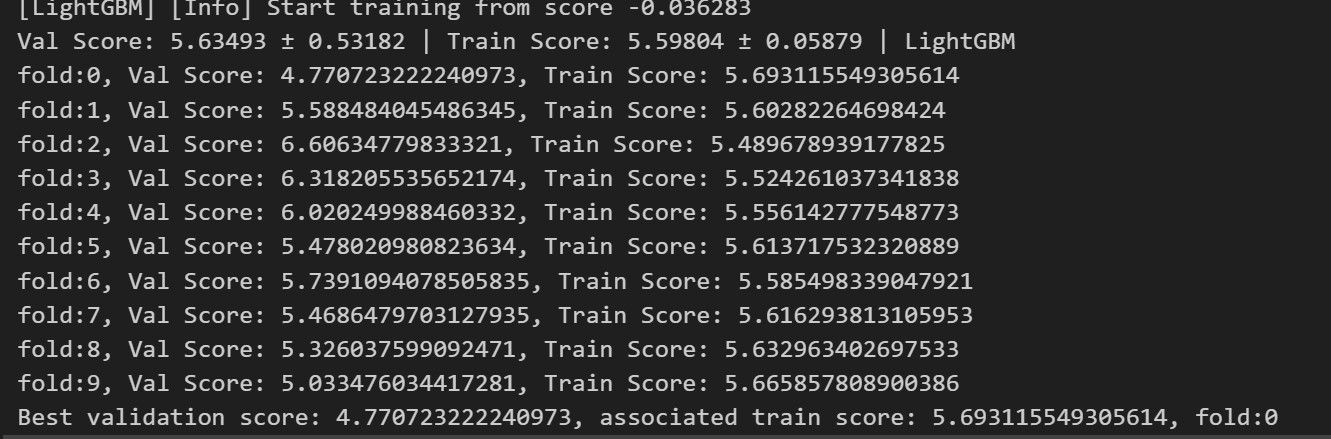 [LightGBM] [Info] Start training from score -0.036283
Val Score: 5.63493 ± 0.53182 | Train Score: 5.59804 ± 0.05879 | LightGBM
fold:0, Val Score: 4.770723222240973, Train Score: 5.693115549305614
fold:1, Val Score: 5.588484045486345, Train Score: 5.60282264698424
fold:2, Val Score: 6.60634779833321, Train Score: 5.489678939177825
fold:3, Val Score: 6.318205535652174, Train Score: 5.524261037341838
fold:4, Val Score: 6.020249988460332, Train Score: 5.556142777548773
fold:5, Val Score: 5.478020980823634, Train Score: 5.613717532320889
fold:6, Val Score: 5.7391094078505835, Train Score: 5.585498339047921
fold:7, Val Score: 5.4686479703127935, Train Score: 5.616293813105953
fold:8, Val Score: 5.326037599092471, Train Score: 5.632963402697533
fold:9, Val Score: 5.033476034417281, Train Score: 5.665857808900386
Best validation score: 4.770723222240973, associated train score: 5.693115549305614, fold:0